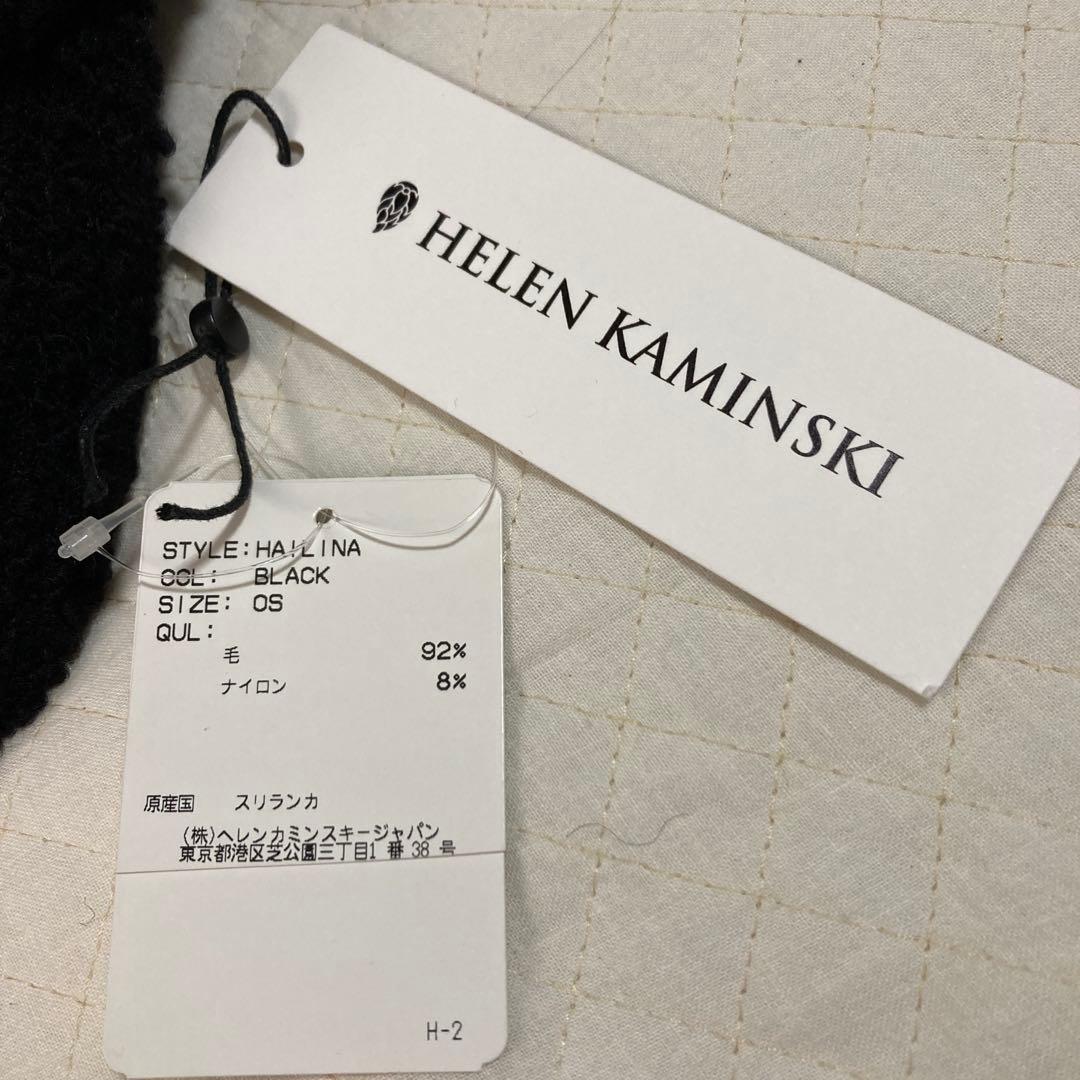 HELEN KAMINSKI
STYLE:HAILINA
COL: BLACK
SIZE: OS
QUL:
毛 92%
ナイロン 8%
原産国 スリランカ
(株)ヘレンカミンスキージャパン
東京都港区芝公園三丁目1番38号
H-2